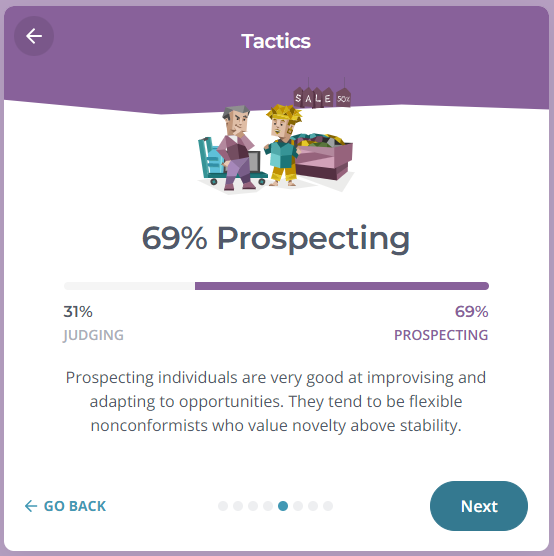 Tactics
SALE 50%
69% Prospecting
31%
69%
JUDGING
PROSPECTING
Prospecting individuals are very good at improvising and
adapting to opportunities. They tend to be flexible
nonconformists who value novelty above stability.
← GO BACK
Next